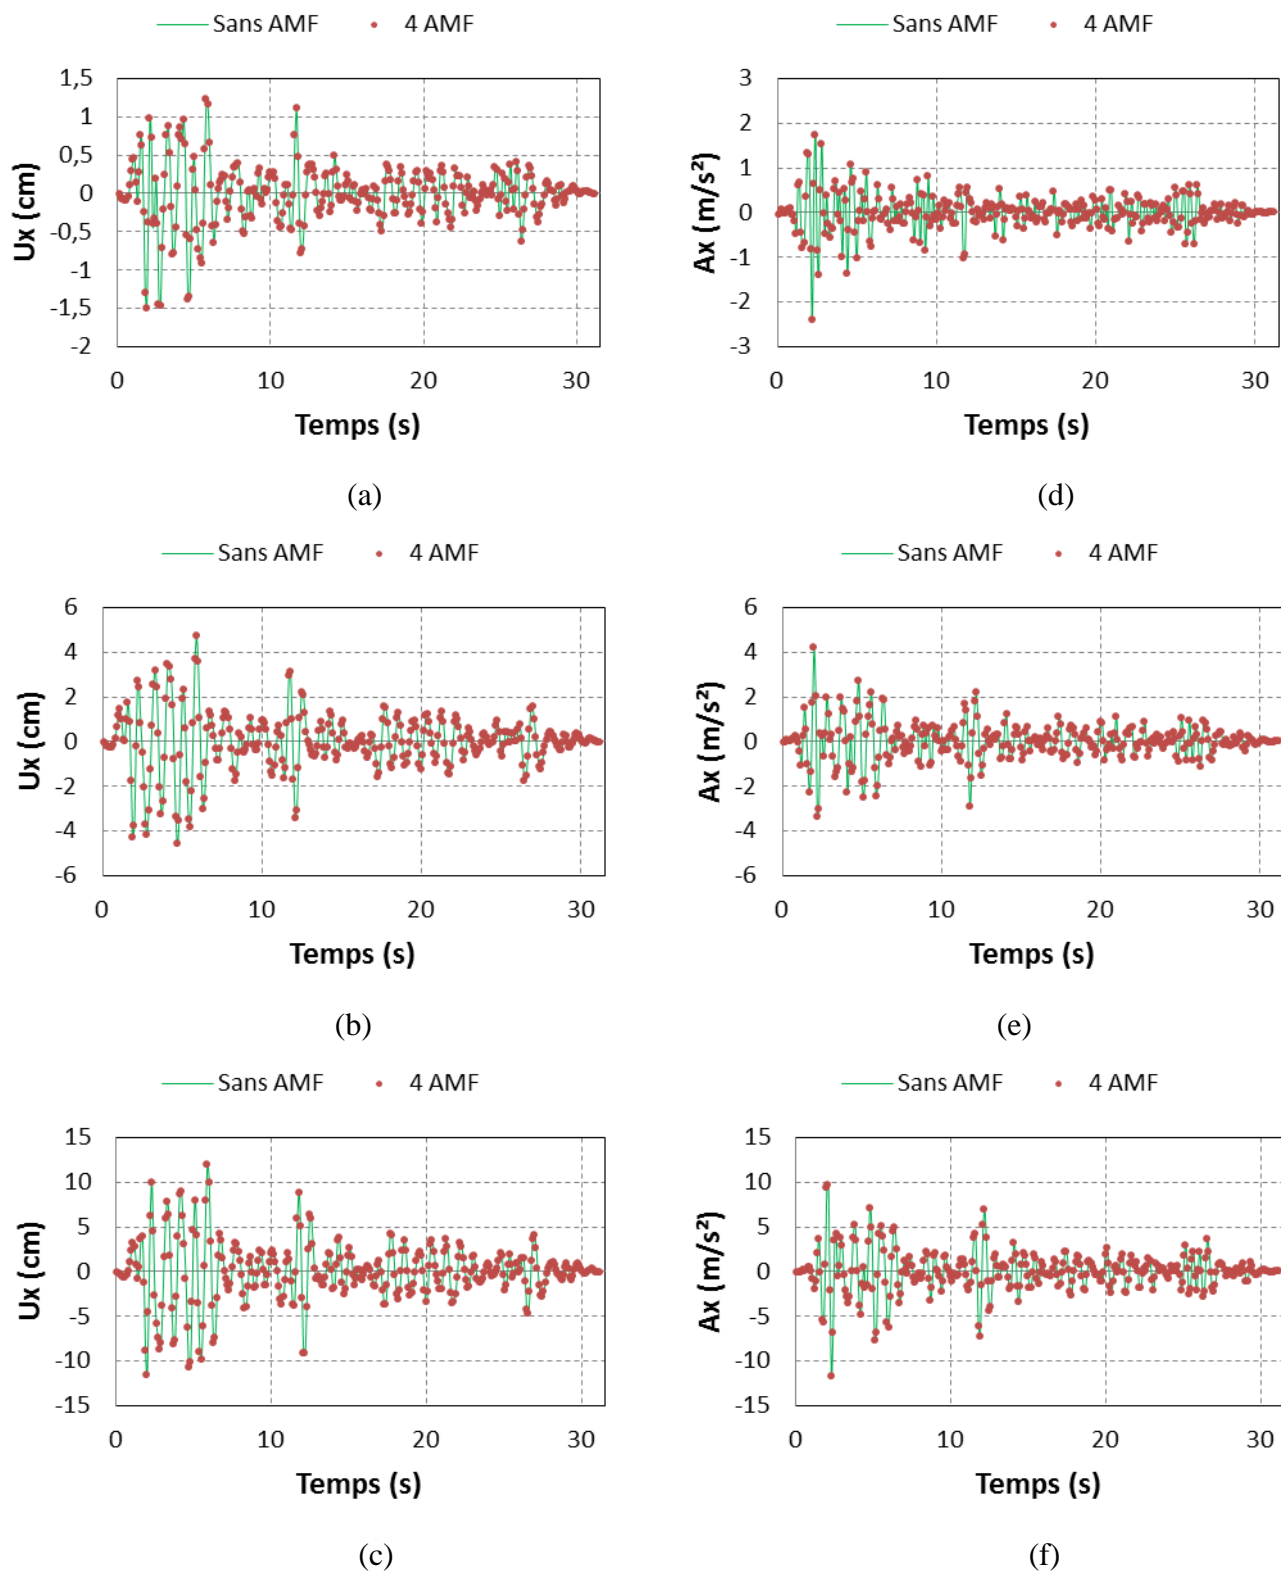 Sans AMF 4 AMF
Ux (cm)
1,5
1
0,5
0
-0,5
-1
-1,5
-2
0 10 20 30
Temps (s)
(a)
Sans AMF 4 AMF
Ax (m/s²)
3
2
1
0
-1
-2
-3
0 10 20 30
Temps (s)
(d)
Sans AMF 4 AMF
Ux (cm)
6
4
2
0
-2
-4
-6
0 10 20 30
Temps (s)
(b)
Sans AMF 4 AMF
Ax (m/s²)
6
4
2
0
-2
-4
-6
0 10 20 30
Temps (s)
(e)
Sans AMF 4 AMF
Ux (cm)
15
10
5
0
-5
-10
-15
0 10 20 30
Temps (s)
(c)
Sans AMF 4 AMF
Ax (m/s²)
15
10
5
0
-5
-10
-15
0 10 20 30
Temps (s)
(f)